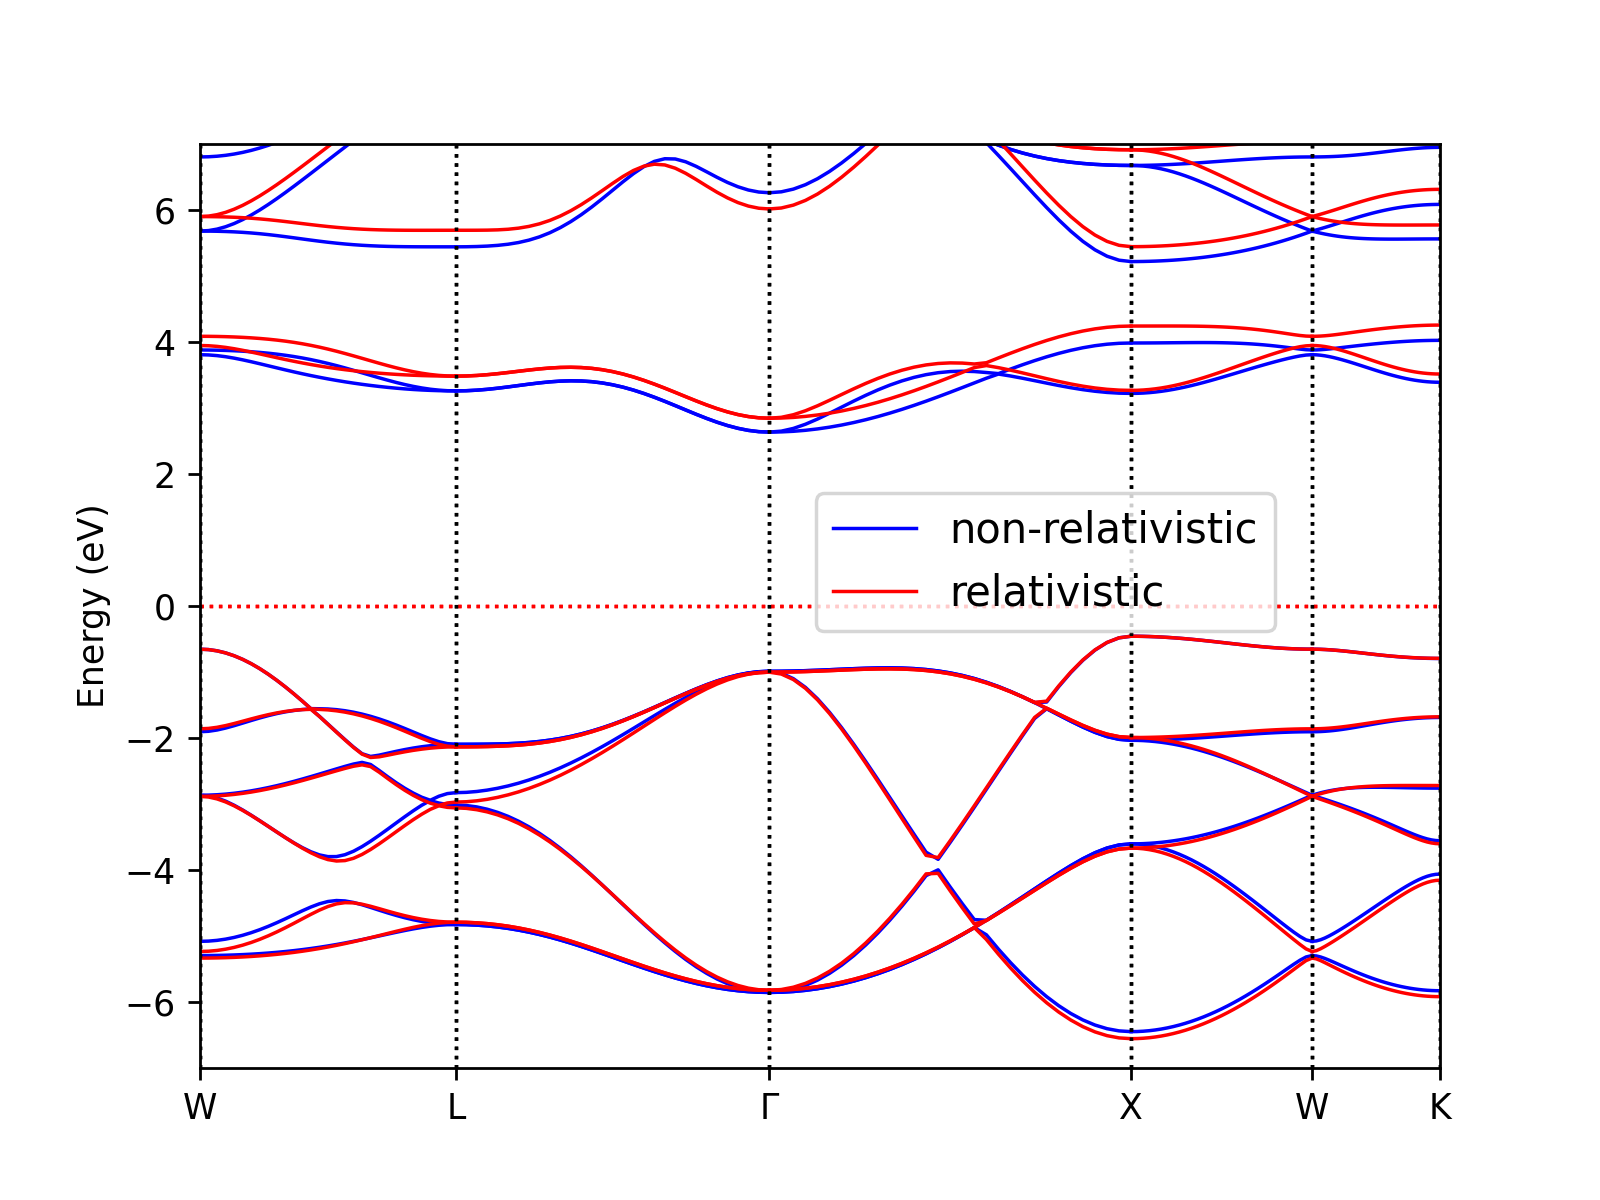 6
4
2
0
−2
−4
−6
Energy (eV)
non-relativistic
relativistic
W L Γ X W K